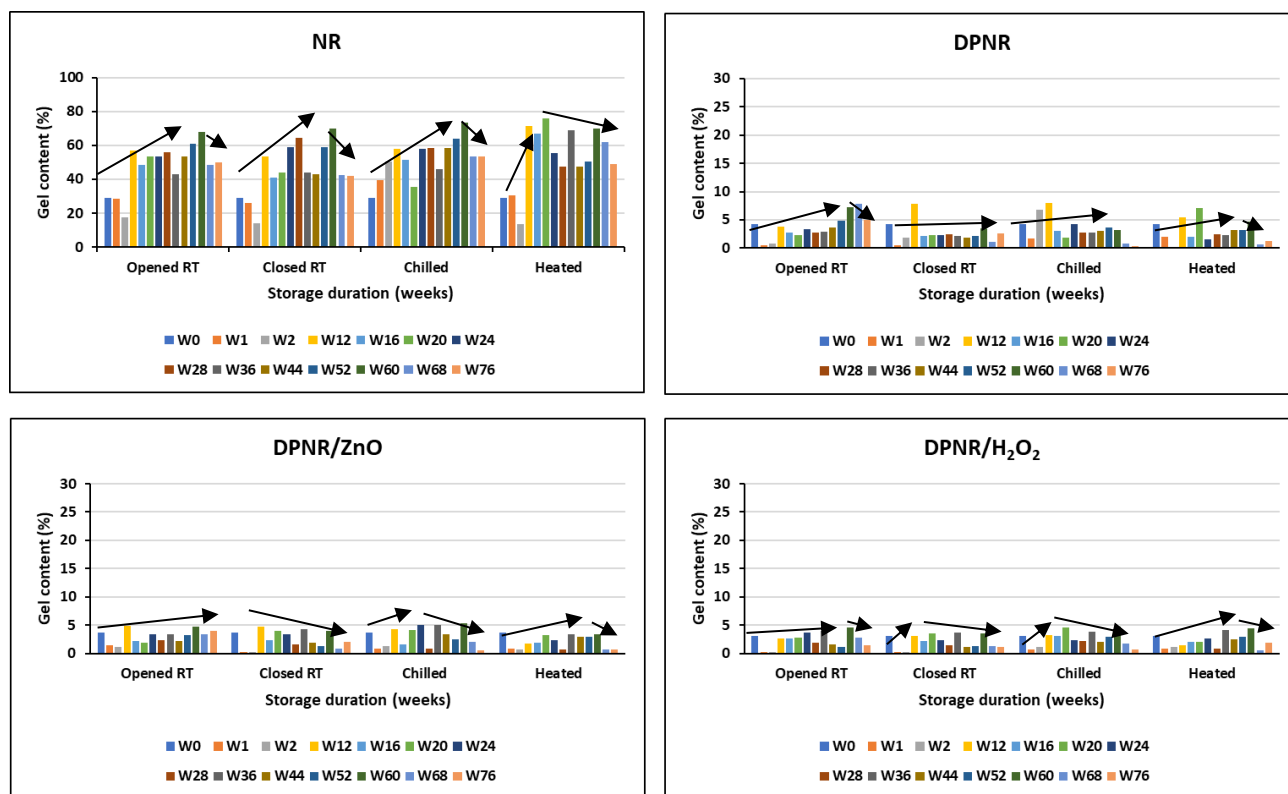 NR
Gel content (%)
100
80
60
40
20
0
Opened RT Closed RT Chilled Heated
Storage duration (weeks)
W0 W1 W2 W12 W16 W20 W24
W28 W36 W44 W52 W60 W68 W76
DPNR
Gel content (%)
30
25
20
15
10
5
0
Opened RT Closed RT Chilled Heated
Storage duration (weeks)
W0 W1 W2 W12 W16 W20 W24
W28 W36 W44 W52 W60 W68 W76
DPNR/ZnO
Gel content (%)
30
25
20
15
10
5
0
Opened RT Closed RT Chilled Heated
Storage duration (weeks)
W0 W1 W2 W12 W16 W20 W24
W28 W36 W44 W52 W60 W68 W76
DPNR/H₂O₂
Gel content (%)
30
25
20
15
10
5
0
Opened RT Closed RT Chilled Heated
Storage duration (weeks)
W0 W1 W2 W12 W16 W20 W24
W28 W36 W44 W52 W60 W68 W76